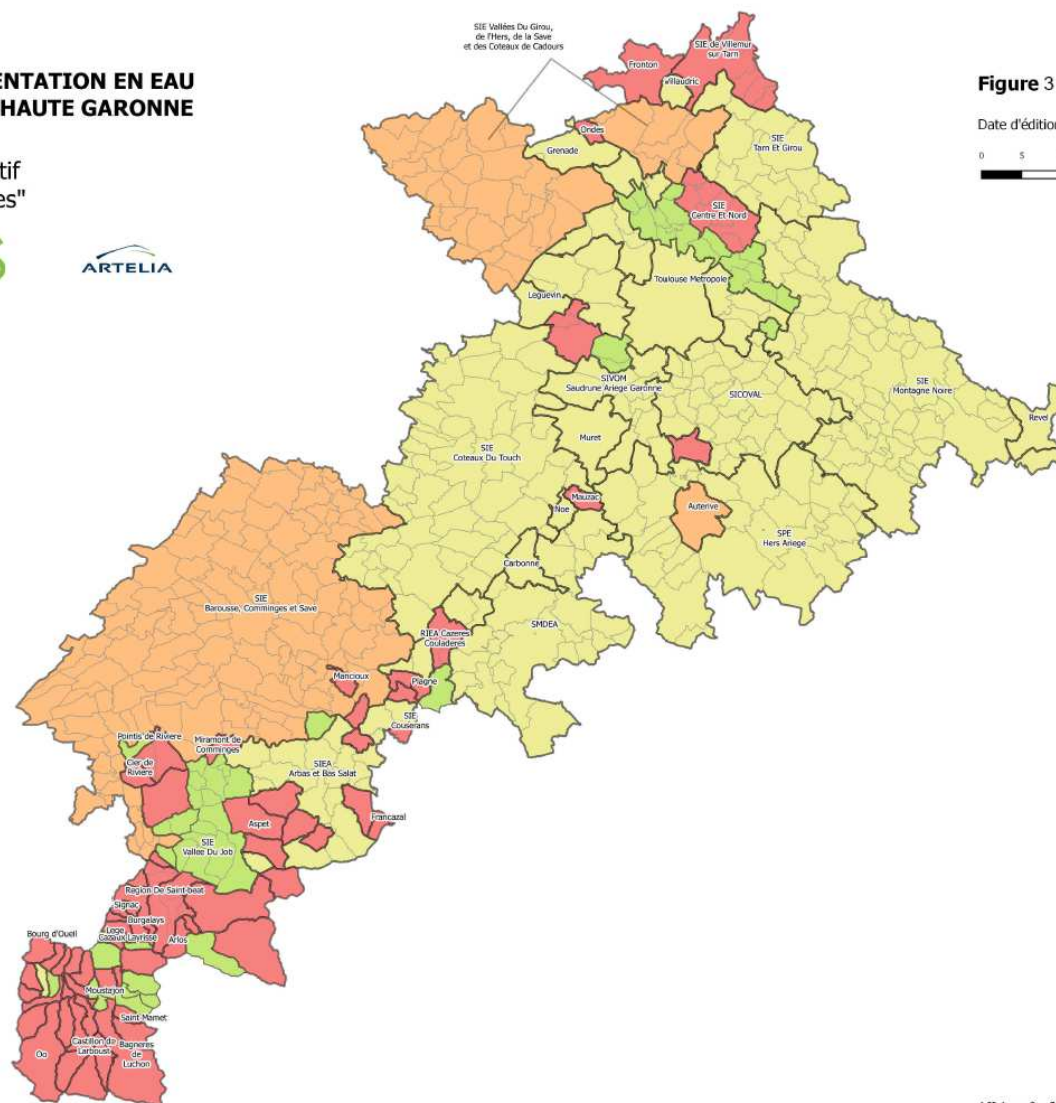 ENTATION EN EAU
HAUTE GARONNE
tif
es"
ARTELIA
Figure 3
Date d'édition
0 5
SIE Vallées Du Girou,
de l'Hers, de la Save
et des Coteaux de Cadours
Fronton
SIE de Villemur
sur Tarn
Villaudric
Ondes
Grenade
SIE
Tarn Et Girou
SIE
Centre Et Nord
Toulouse Metropole
Leguevin
SIVOM
Saudrune Ariege Garonne
SICOVAL
SIE
Montagne Noire
Revel
Muret
SIE
Coteaux Du Touch
Mauzac
Noe
Auterive
SPE
Hers Ariege
Carbonne
SIE
Barousse, Comminges et Save
SMDEA
RIEA Cazeres
Couladeres
Mancioux
Plagne
SIE
Couserans
Pointis de Riviere
Miramont de
Comminges
Cier de
Riviere
SIEA
Arbas et Bas Salat
Francazal
Aspet
SIE
Vallee Du Job
Region De Saint-beat
Signac
Burgalays
Lege
Cazaux Layrisse
Arlos
Bourg d'Oueil
Moustajon
Saint-Mamet
Oo
Castillon de
Larboust
Bagneres
de
Luchon